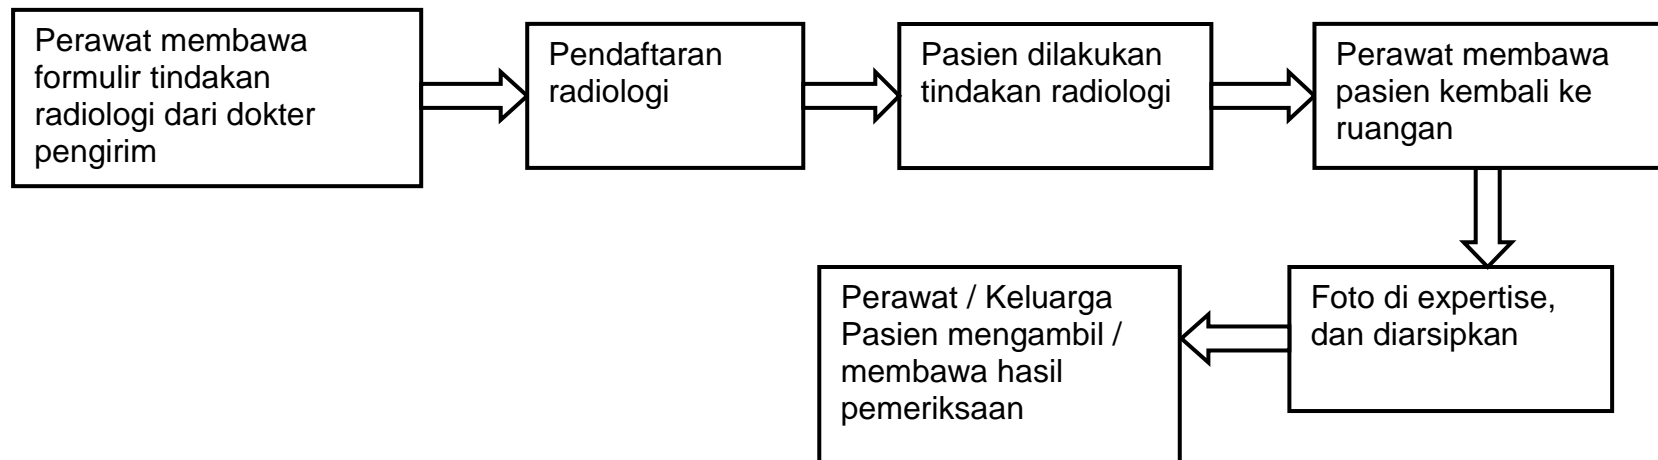 Perawat membawa
formulir tindakan
radiologi dari dokter
pengirim
Pendaftaran
radiologi
Pasien dilakukan
tindakan radiologi
Perawat membawa
pasien kembali ke
ruangan
Foto di expertise,
dan diarsipkan
Perawat / Keluarga
Pasien mengambil /
membawa hasil
pemeriksaan